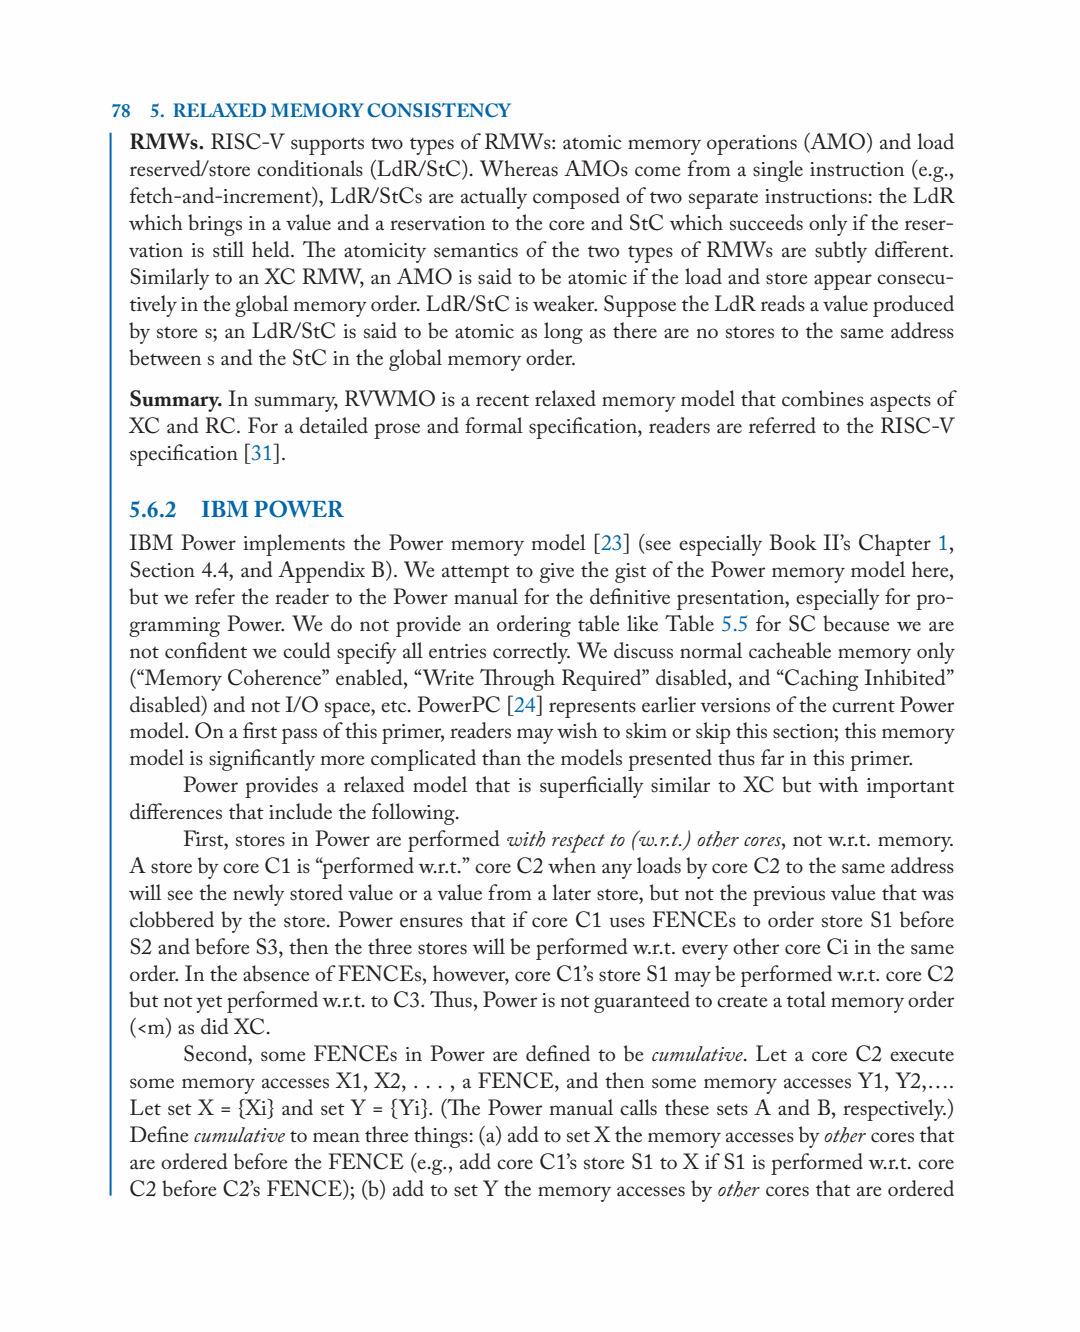 78 5. RELAXED MEMORY CONSISTENCY
RMWs. RISC-V supports two types of RMWs: atomic memory operations (AMO) and load
reserved/store conditionals (LdR/StC). Whereas AMOs come from a single instruction (e.g.,
fetch-and-increment), LdR/StCs are actually composed of two separate instructions: the LdR
which brings in a value and a reservation to the core and StC which succeeds only if the reser-
vation is still held. The atomicity semantics of the two types of RMWs are subtly different.
Similarly to an XC RMW, an AMO is said to be atomic if the load and store appear consecu-
tively in the global memory order. LdR/StC is weaker. Suppose the LdR reads a value produced
by store s; an LdR/StC is said to be atomic as long as there are no stores to the same address
between s and the StC in the global memory order.
Summary. In summary, RVWMO is a recent relaxed memory model that combines aspects of
XC and RC. For a detailed prose and formal specification, readers are referred to the RISC-V
specification [31].
5.6.2 IBM POWER
IBM Power implements the Power memory model [23] (see especially Book II’s Chapter 1,
Section 4.4, and Appendix B). We attempt to give the gist of the Power memory model here,
but we refer the reader to the Power manual for the definitive presentation, especially for pro-
gramming Power. We do not provide an ordering table like Table 5.5 for SC because we are
not confident we could specify all entries correctly. We discuss normal cacheable memory only
(“Memory Coherence” enabled, “Write Through Required” disabled, and “Caching Inhibited”
disabled) and not I/O space, etc. PowerPC [24] represents earlier versions of the current Power
model. On a first pass of this primer, readers may wish to skim or skip this section; this memory
model is significantly more complicated than the models presented thus far in this primer.
Power provides a relaxed model that is superficially similar to XC but with important
differences that include the following.
First, stores in Power are performed with respect to (w.r.t.) other cores, not w.r.t. memory.
A store by core C1 is “performed w.r.t.” core C2 when any loads by core C2 to the same address
will see the newly stored value or a value from a later store, but not the previous value that was
clobbered by the store. Power ensures that if core C1 uses FENCEs to order store S1 before
S2 and before S3, then the three stores will be performed w.r.t. every other core Ci in the same
order. In the absence of FENCEs, however, core C1’s store S1 may be performed w.r.t. core C2
but not yet performed w.r.t. to C3. Thus, Power is not guaranteed to create a total memory order
(<m) as did XC.
Second, some FENCEs in Power are defined to be cumulative. Let a core C2 execute
some memory accesses X1, X2, . . . , a FENCE, and then some memory accesses Y1, Y2,….
Let set X = {Xi} and set Y = {Yi}. (The Power manual calls these sets A and B, respectively.)
Define cumulative to mean three things: (a) add to set X the memory accesses by other cores that
are ordered before the FENCE (e.g., add core C1’s store S1 to X if S1 is performed w.r.t. core
C2 before C2’s FENCE); (b) add to set Y the memory accesses by other cores that are ordered